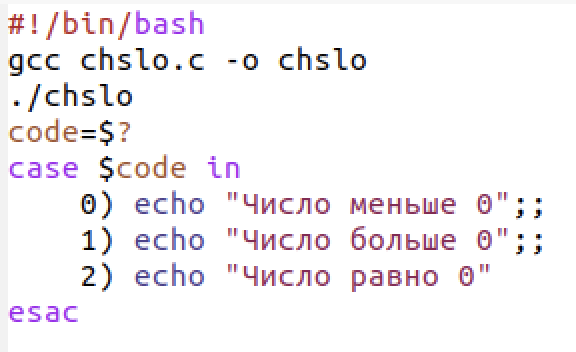 #!/bin/bash
gcc chslo.c -o chslo
./chslo
code=$?
case $code in
    0) echo "Число меньше 0";;
    1) echo "Число больше 0";;
    2) echo "Число равно 0"
esac